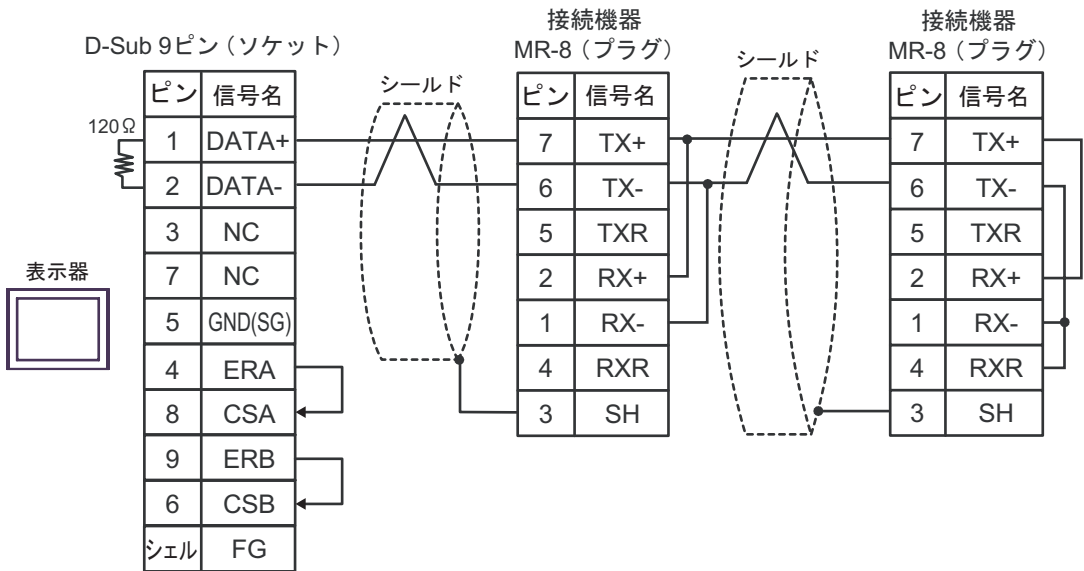 接続機器
MR-8（プラグ）
接続機器
MR-8（プラグ）
D-Sub 9ピン（ソケット）
シールド
シールド
ピン 信号名
1 DATA+
2 DATA-
3 NC
7 NC
5 GND(SG)
4 ERA
8 CSA
9 ERB
6 CSB
シェル FG
120Ω
表示器
ピン 信号名
7 TX+
6 TX-
5 TXR
2 RX+
1 RX-
4 RXR
3 SH
ピン 信号名
7 TX+
6 TX-
5 TXR
2 RX+
1 RX-
4 RXR
3 SH